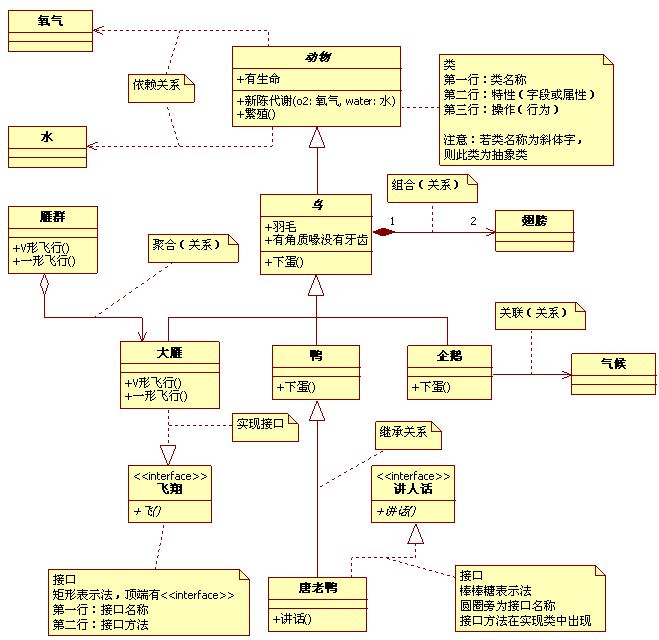 氧气
动物
+有生命
+新陈代谢(o2: 氧气, water: 水)
+繁殖()
依赖关系
类
第一行：类名称
第二行：特性（字段或属性）
第三行：操作（行为）
注意：若类名称为斜体字，
则此类为抽象类
水
组合（关系）
雁群
+V形飞行()
+一形飞行()
聚合（关系）
鸟
+羽毛
+有角质喙没有牙齿
+下蛋()
1
2
翅膀
关联（关系）
大雁
+V形飞行()
+一形飞行()
鸭
+下蛋()
企鹅
+下蛋()
气候
实现接口
继承关系
<<interface>>
飞翔
+飞()
<<interface>>
讲人话
+讲话()
接口
矩形表示法，顶端有<<interface>>
第一行：接口名称
第二行：接口方法
唐老鸭
+讲话()
接口
棒棒糖表示法
圆圈旁为接口名称
接口方法在实现类中出现